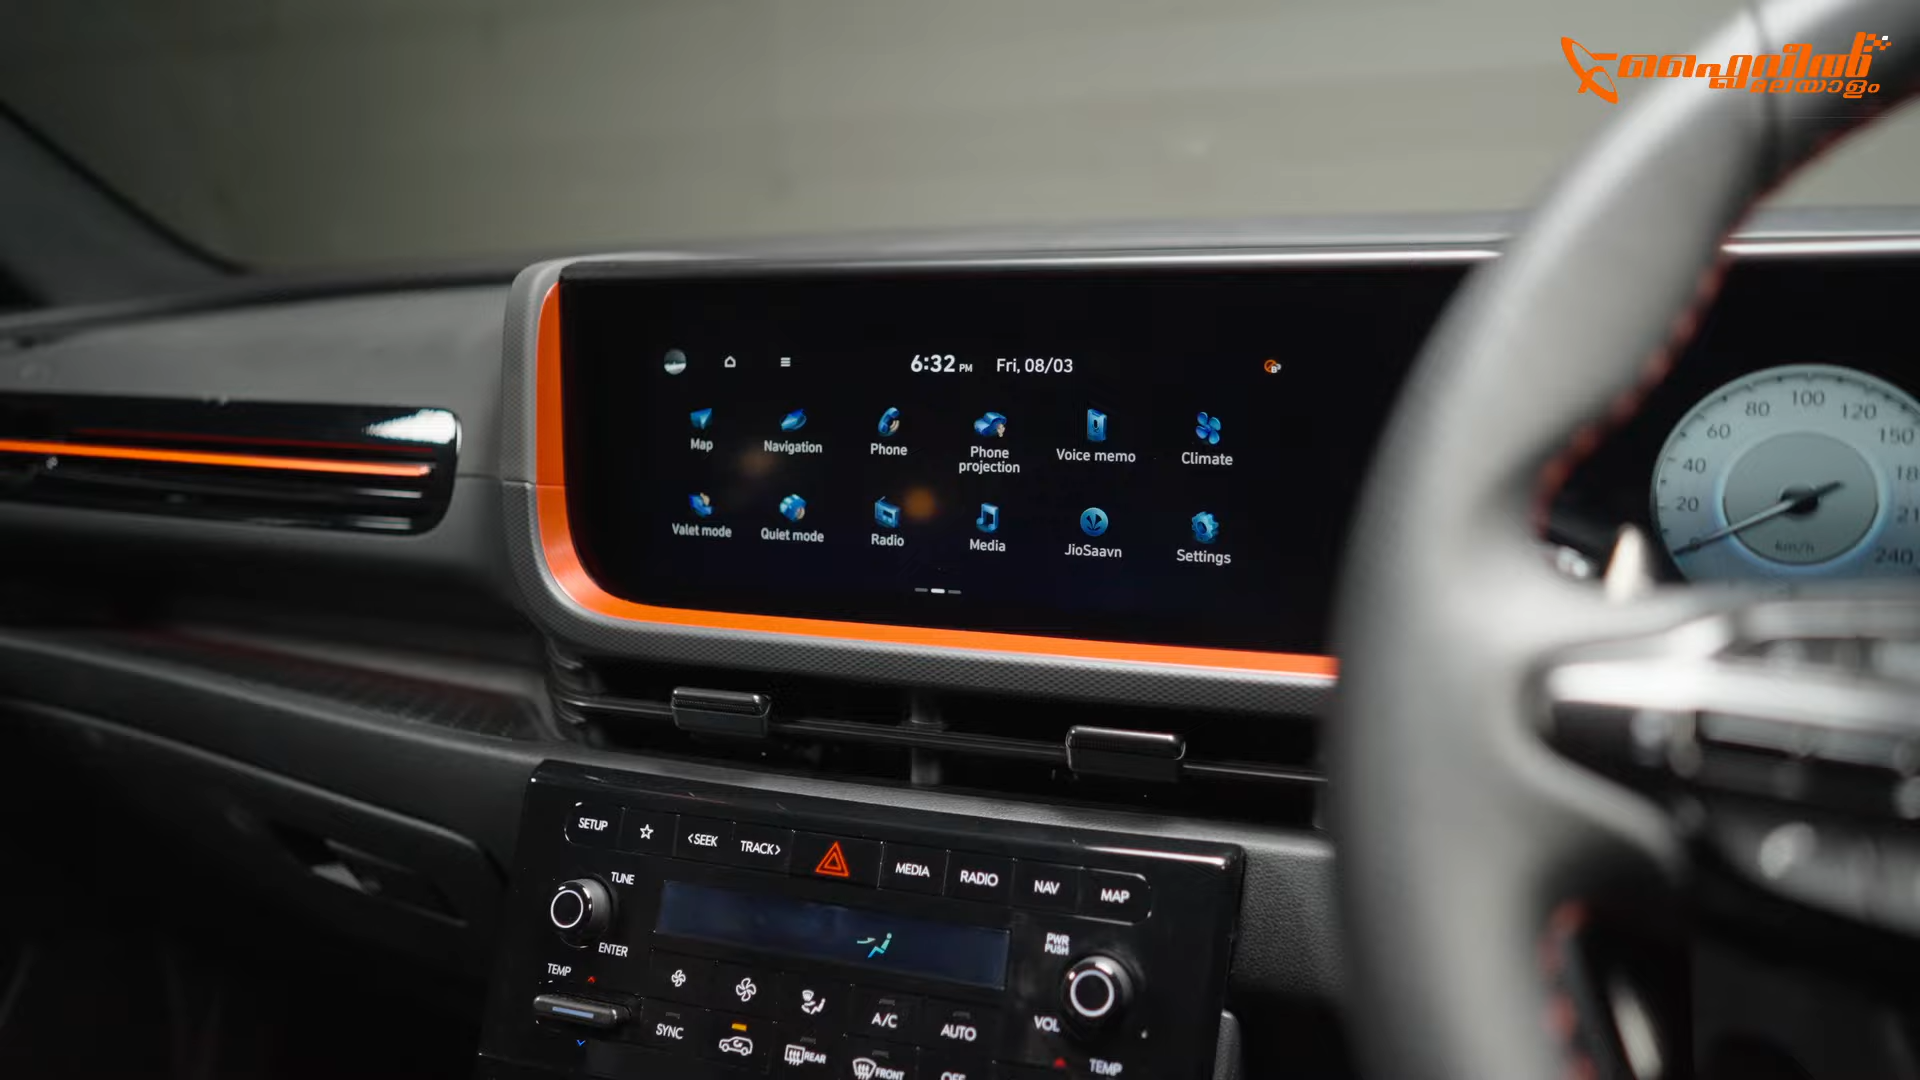 ഫ്ലൈവീൽ
മലയാളം
6:32 PM Fri, 08/03
Map Navigation Phone Phone projection Voice memo Climate
Valet mode Quiet mode Radio Media JioSaavn Settings
80 100 120
60 150
40
20
240
km/h
SETUP <SEEK TRACK> MEDIA RADIO NAV MAP
TUNE
ENTER
PWR
PUSH
TEMP
SYNC A/C AUTO VOL
REAR FRONT OFF TEMP